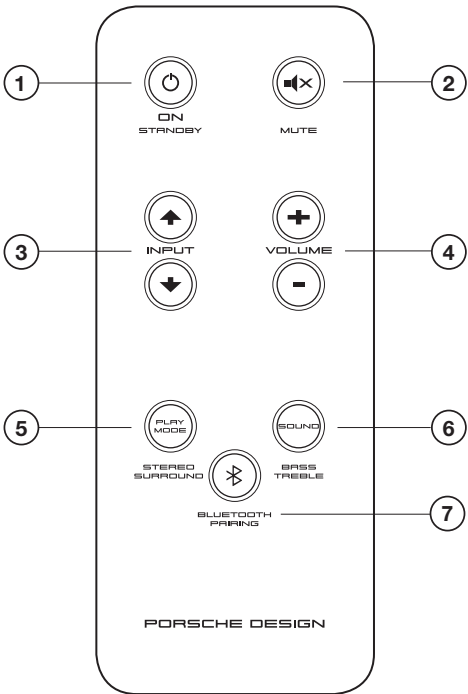 1
2
ON
STANDBY
MUTE
3
INPUT
VOLUME
4
5
PLAY
MODE
SOUND
6
STEREO
SURROUND
BASS
TREBLE
BLUETOOTH
PAIRING
7
PORSCHE DESIGN